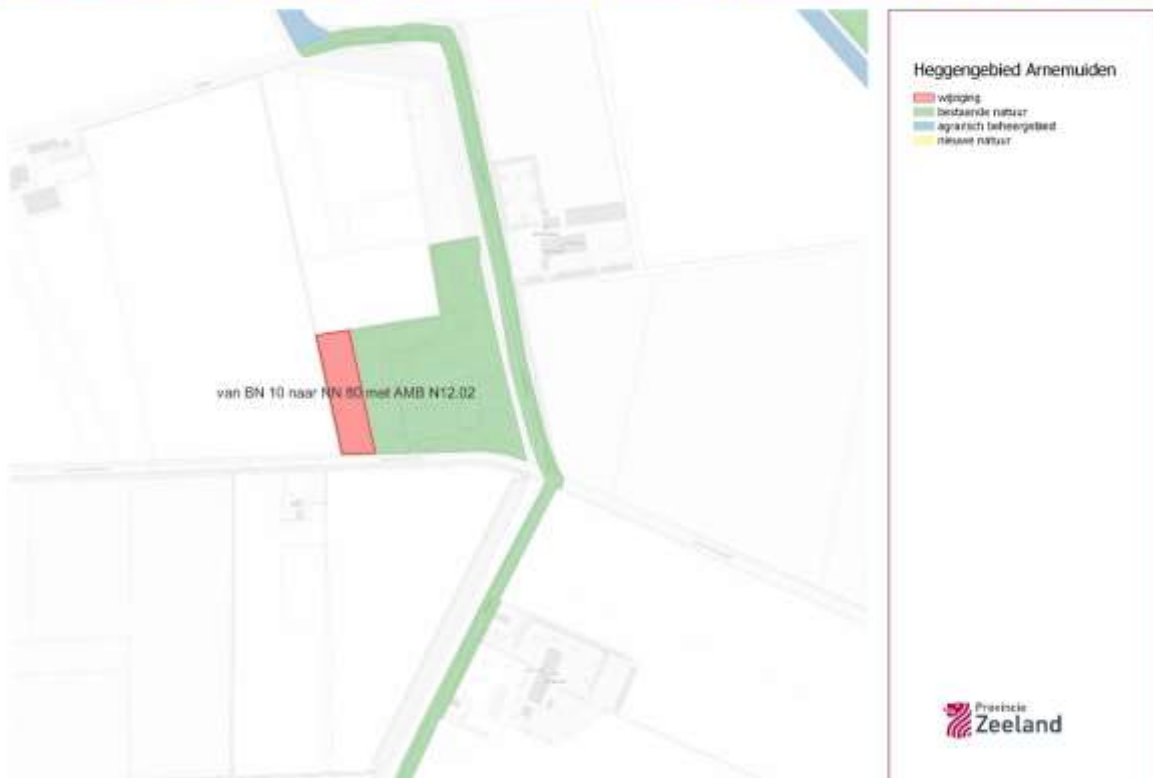 Heggengebied Arnemuiden
wijziging
bestaande natuur
agrarisch beheergebied
nieuwe natuur
van BN 10 naar NN 80 met AMB N12.02
Provincie
Zeeland